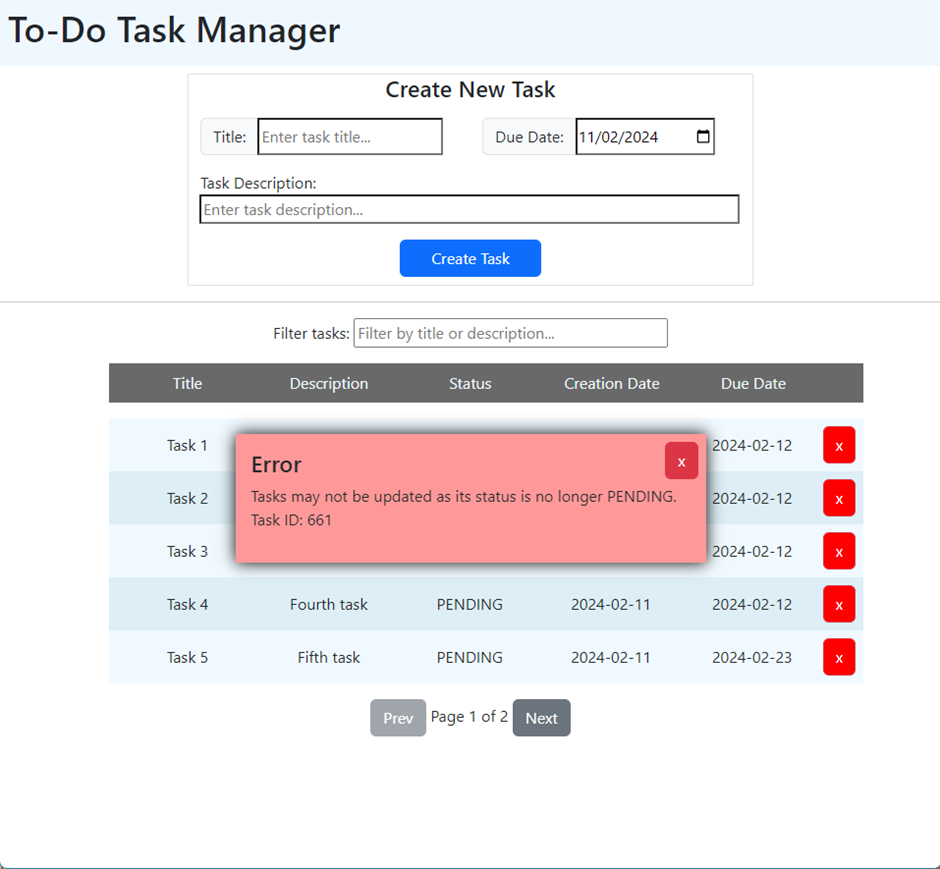 To-Do Task Manager
Create New Task
Title: Enter task title... Due Date: 11/02/2024
Task Description:
Enter task description...
Create Task
Filter tasks: Filter by title or description...
Title Description Status Creation Date Due Date
Task 1 2024-02-12 x
Error x
Tasks may not be updated as its status is no longer PENDING.
Task ID: 661
Task 2 2024-02-12 x
Task 3 2024-02-12 x
Task 4 Fourth task PENDING 2024-02-11 2024-02-12 x
Task 5 Fifth task PENDING 2024-02-11 2024-02-23 x
Prev Page 1 of 2 Next